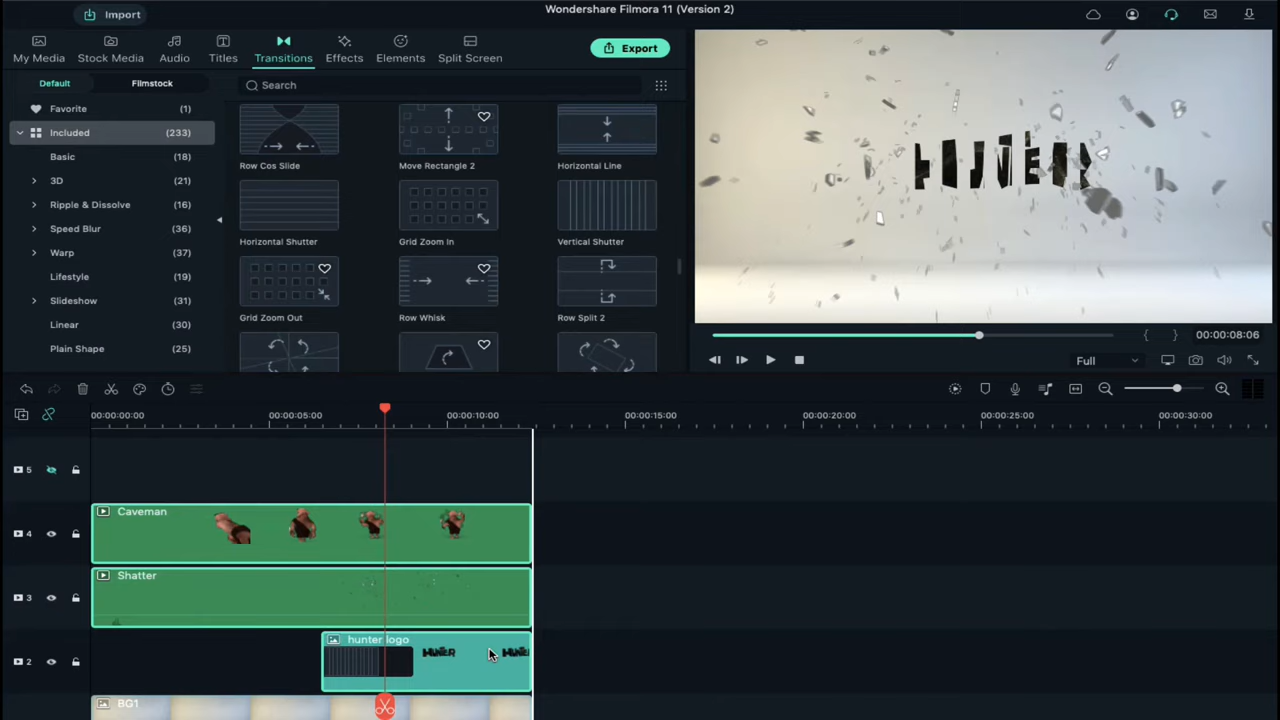 Wondershare Filmora 11 (Version 2)
Import
My Media
Stock Media
Audio
Titles
Transitions
Effects
Elements
Split Screen
Export
Default
Filmstock
Search
Favorite (1)
Included (233)
Basic (18)
3D (21)
Ripple & Dissolve (16)
Speed Blur (36)
Warp (37)
Lifestyle (19)
Slideshow (31)
Linear (30)
Plain Shape (25)
Row Cos Slide
Move Rectangle 2
Horizontal Line
Horizontal Shutter
Grid Zoom In
Vertical Shutter
Grid Zoom Out
Row Whisk
Row Split 2
HUNTER
00:00:08:06
Full
00:00:00:00
00:00:05:00
00:00:10:00
00:00:15:00
00:00:20:00
00:00:25:00
00:00:30:00
5
4
Caveman
3
Shatter
2
hunter logo
HUNTER
BG1